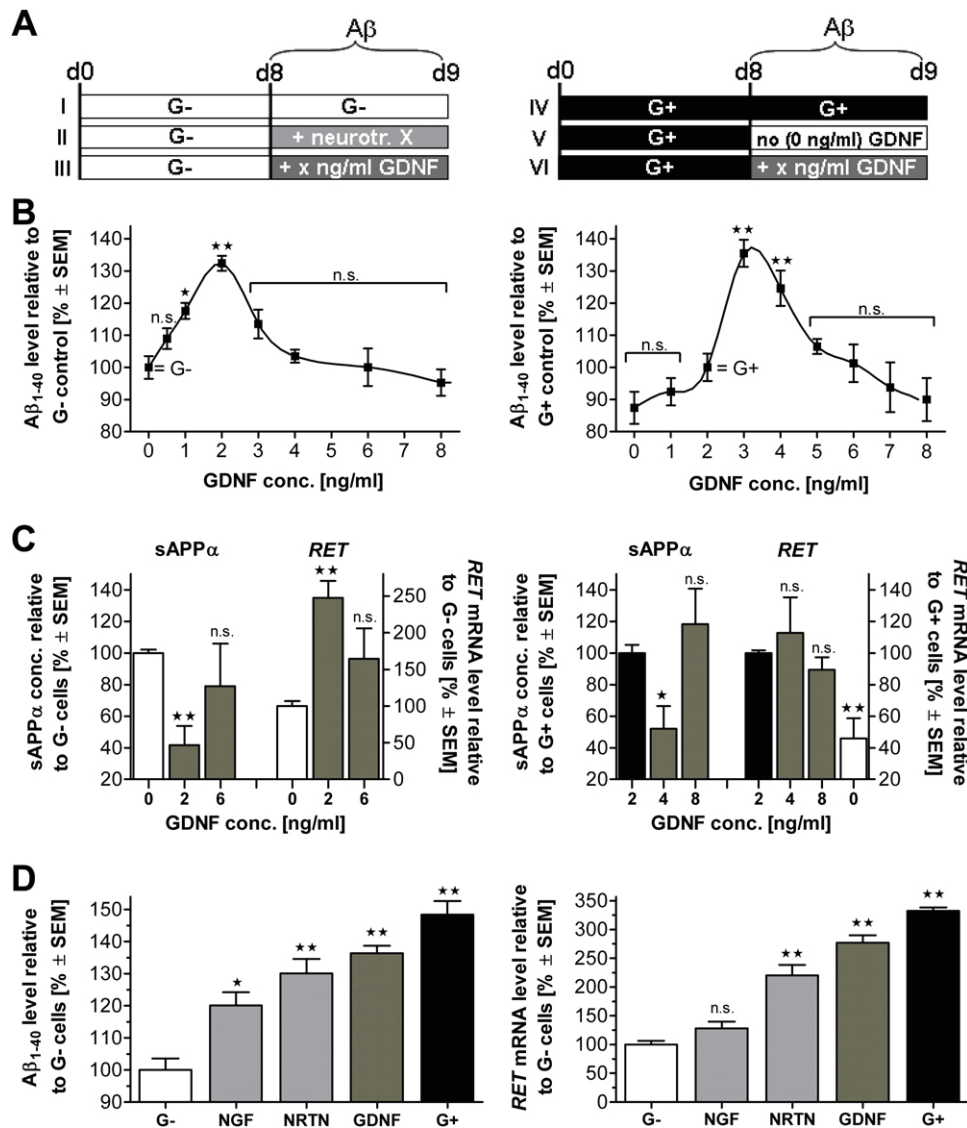 A
Aβ
d0 d8 d9
I G- G-
II G- + neurotr. X
III G- + x ng/ml GDNF
Aβ
d0 d8 d9
IV G+ G+
V G+ no (0 ng/ml) GDNF
VI G+ + x ng/ml GDNF
B
Aβ1-40 level relative to
G- control [% ± SEM]
140
130
120
110
100
90
80
n.s.
★
★★
n.s.
= G-
0 1 2 3 4 5 6 7 8
GDNF conc. [ng/ml]
Aβ1-40 level relative to
G+ control [% ± SEM]
140
130
120
110
100
90
80
n.s.
★★
★★
n.s.
= G+
0 1 2 3 4 5 6 7 8
GDNF conc. [ng/ml]
C
sAPPα RET
sAPPα conc. relative
to G- cells [% ± SEM]
140
120
100
80
60
40
20
★★
n.s.
★★
n.s.
250
200
150
100
50
0
RET mRNA level relative
to G- cells [% ± SEM]
0 2 6 0 2 6
GDNF conc. [ng/ml]
sAPPα RET
sAPPα conc. relative
to G+ cells [% ± SEM]
140
120
100
80
60
40
20
★
n.s.
n.s.
n.s.
★★
140
120
100
80
60
40
20
RET mRNA level relative
to G+ cells [% ± SEM]
2 4 8 2 4 8 0
GDNF conc. [ng/ml]
D
Aβ1-40 level relative
to G- cells [% ± SEM]
150
140
130
120
110
100
90
★
★★
★★
★★
G- NGF NRTN GDNF G+
RET mRNA level relative
to G- cells [% ± SEM]
350
300
250
200
150
100
50
0
n.s.
★★
★★
★★
G- NGF NRTN GDNF G+